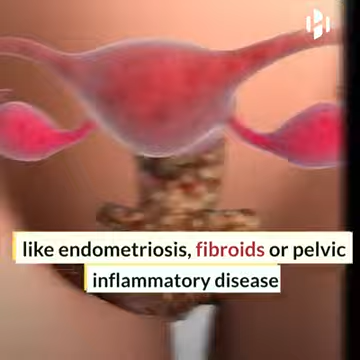 like endometriosis, fibroids or pelvic
inflammatory disease